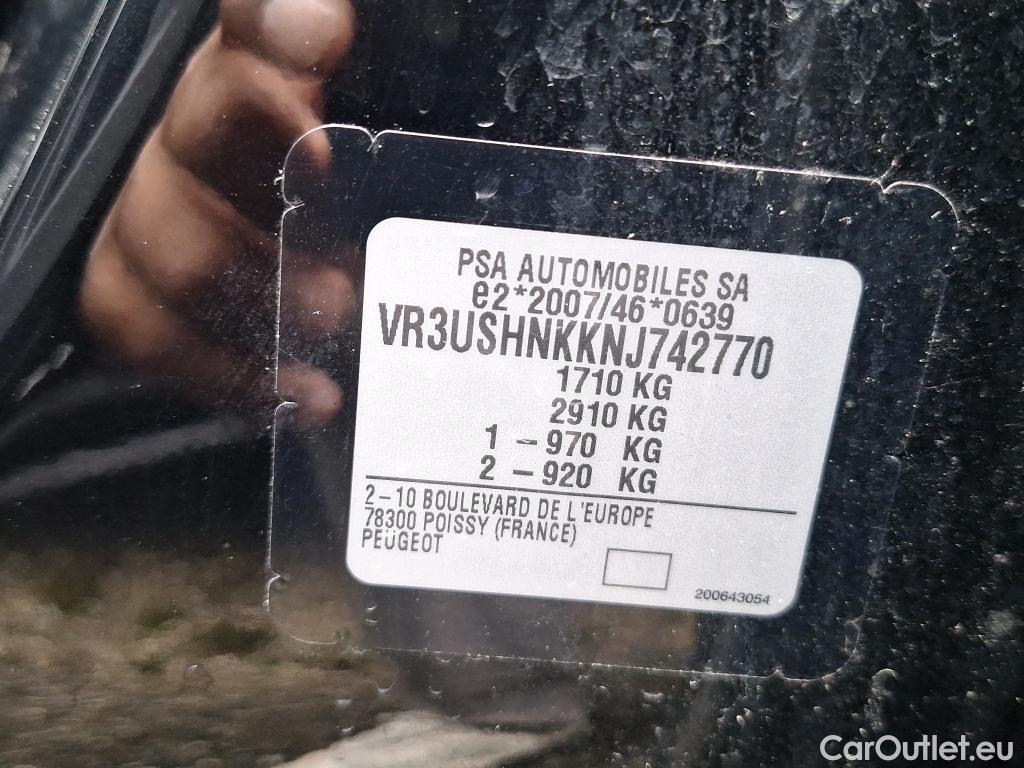 PSA AUTOMOBILES SA
e2*2007/46*0639
VR3USHNKKNJ742770
1710 KG
2910 KG
1 - 970 KG
2 - 920 KG
2-10 BOULEVARD DE L'EUROPE
78300 POISSY (FRANCE)
PEUGEOT
200643054
CarOutlet.eu